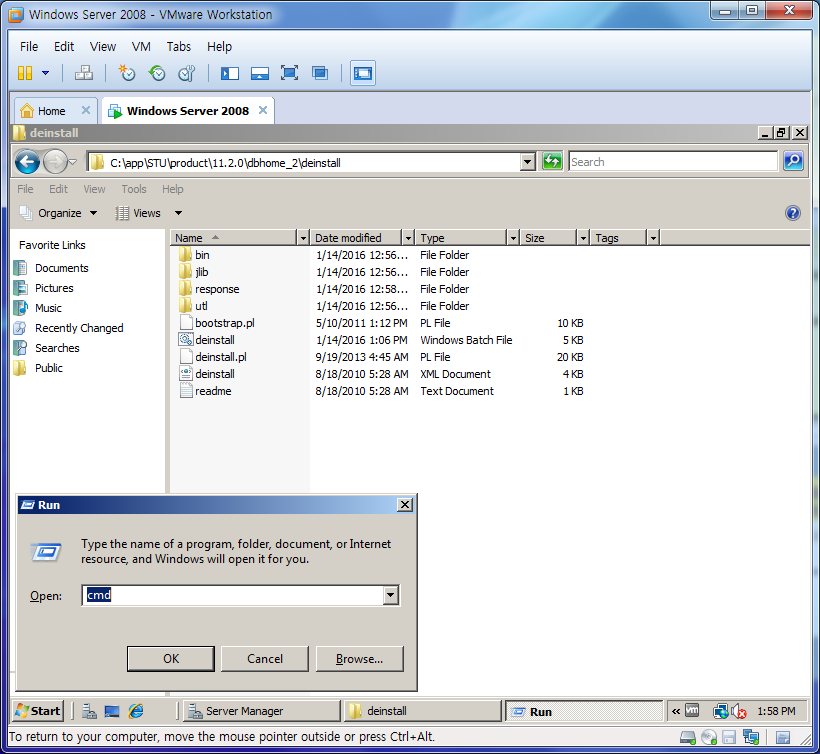 Windows Server 2008 - VMware Workstation
File Edit View VM Tabs Help
Home Windows Server 2008
deinstall
C:\app\STU\product\11.2.0\dbhome_2\deinstall Search
File Edit View Tools Help
Organize Views
Favorite Links
Documents
Pictures
Music
Recently Changed
Searches
Public
Name Date modified Type Size Tags
bin 1/14/2016 12:56... File Folder
jlib 1/14/2016 12:56... File Folder
response 1/14/2016 12:58... File Folder
utl 1/14/2016 12:56... File Folder
bootstrap.pl 5/10/2011 1:12 PM PL File 10 KB
deinstall 1/14/2016 1:06 PM Windows Batch File 5 KB
deinstall.pl 9/19/2013 4:45 AM PL File 20 KB
deinstall 8/18/2010 5:28 AM XML Document 4 KB
readme 8/18/2010 5:28 AM Text Document 1 KB
Run
Type the name of a program, folder, document, or Internet
resource, and Windows will open it for you.
Open: cmd
OK Cancel Browse...
Start Server Manager deinstall Run « vm 1:58 PM
To return to your computer, move the mouse pointer outside or press Ctrl+Alt.